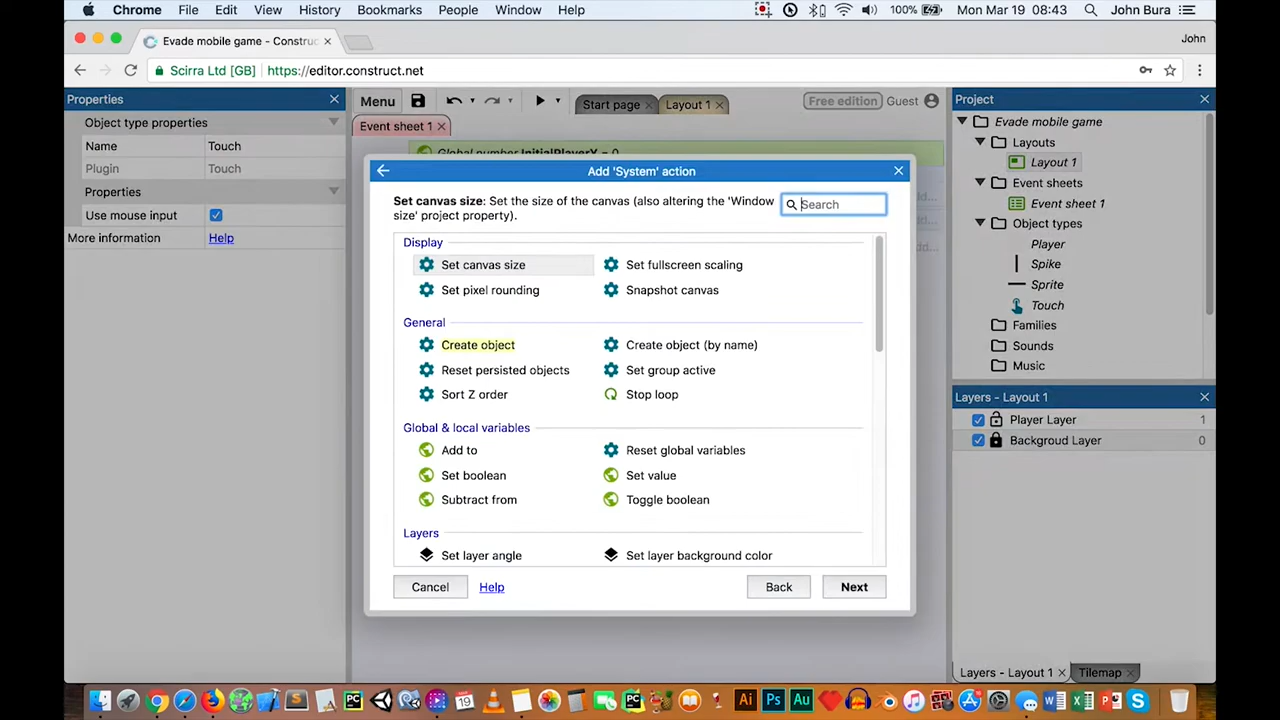 Chrome File Edit View History Bookmarks People Window Help 100% Mon Mar 19 08:43 John Bura
Evade mobile game - Construc
John
Scirra Ltd [GB] https://editor.construct.net
Properties
Object type properties
Name Touch
Plugin Touch
Properties
Use mouse input
More information Help
Menu Start page Layout 1 Free edition Guest
Event sheet 1
Global number InitialPlayerY = 0
Add 'System' action
Set canvas size: Set the size of the canvas (also altering the 'Window
size' project property).
Search
Display
Set canvas size Set fullscreen scaling
Set pixel rounding Snapshot canvas
General
Create object Create object (by name)
Reset persisted objects Set group active
Sort Z order Stop loop
Global & local variables
Add to Reset global variables
Set boolean Set value
Subtract from Toggle boolean
Layers
Set layer angle Set layer background color
Cancel Help Back Next
Project
Evade mobile game
Layouts
Layout 1
Event sheets
Event sheet 1
Object types
Player
Spike
Sprite
Touch
Families
Sounds
Music
Layers - Layout 1
Player Layer 1
Backgroud Layer 0
Layers - Layout 1 Tilemap